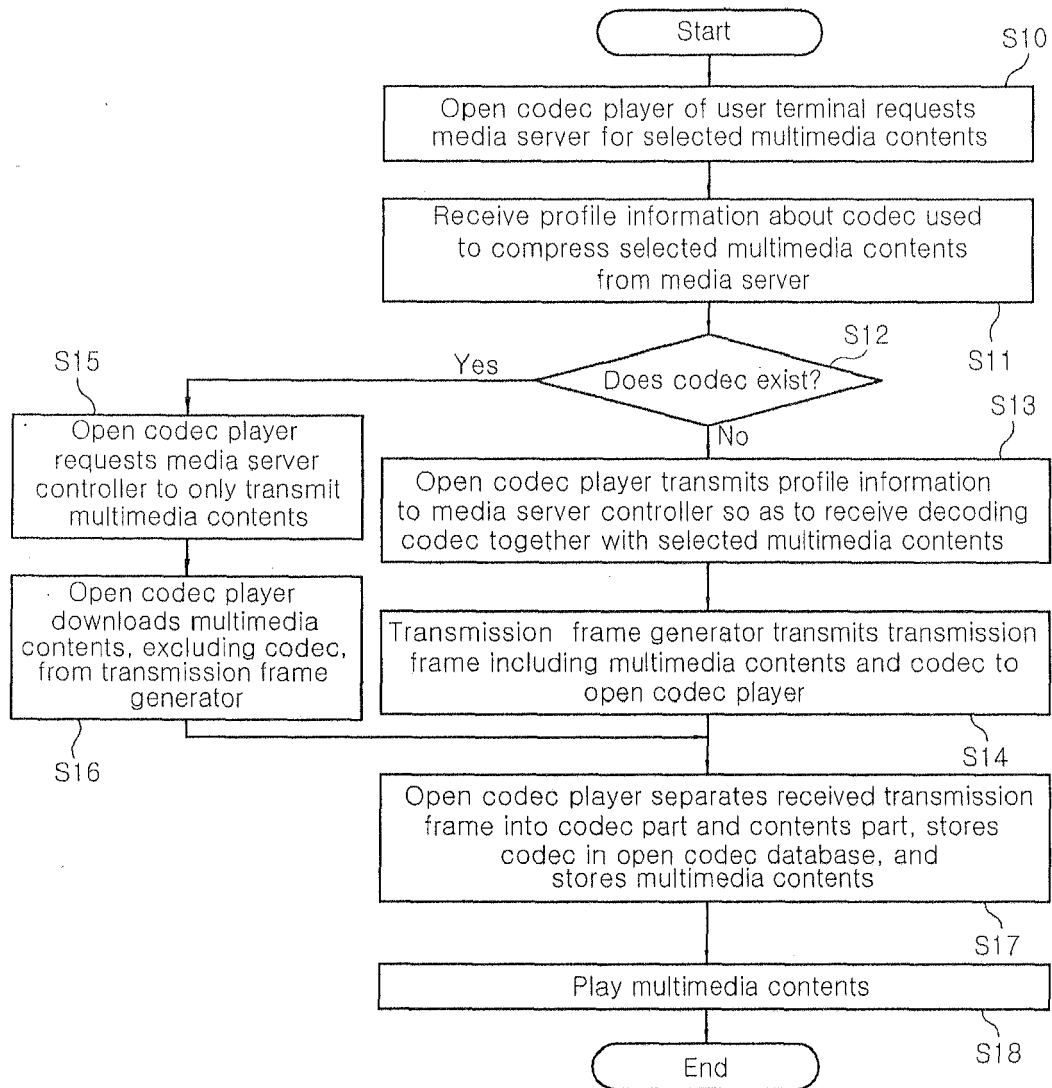 Start
S10
Open codec player of user terminal requests
media server for selected multimedia contents
Receive profile information about codec used
to compress selected multimedia contents
from media server
S11
S12
Does codec exist?
Yes
No
S15
Open codec player
requests media server
controller to only transmit
multimedia contents
S13
Open codec player transmits profile information
to media server controller so as to receive decoding
codec together with selected multimedia contents
Open codec player
downloads multimedia
contents, excluding codec,
from transmission frame
generator
S16
Transmission frame generator transmits transmission
frame including multimedia contents and codec to
open codec player
S14
Open codec player separates received transmission
frame into codec part and contents part, stores
codec in open codec database, and
stores multimedia contents
S17
Play multimedia contents
S18
End